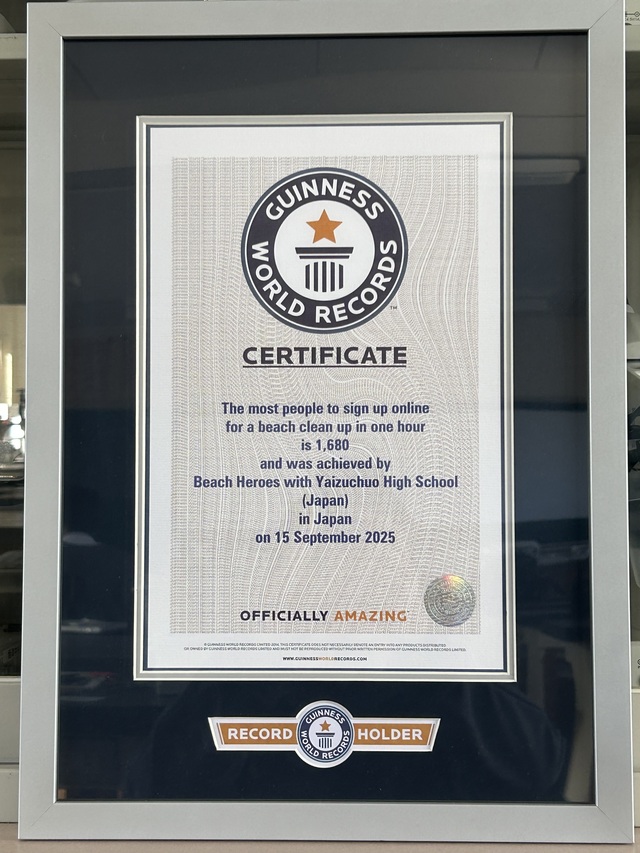 GUINNESS
WORLD RECORDS
TM
CERTIFICATE
The most people to sign up online
for a beach clean up in one hour
is 1,680
and was achieved by
Beach Heroes with Yaizuchuo High School
(Japan)
in Japan
on 15 September 2025
OFFICIALLY AMAZING
WWW.GUINNESSWORLDRECORDS.COM
RECORD HOLDER
GUINNESS
WORLD RECORDS